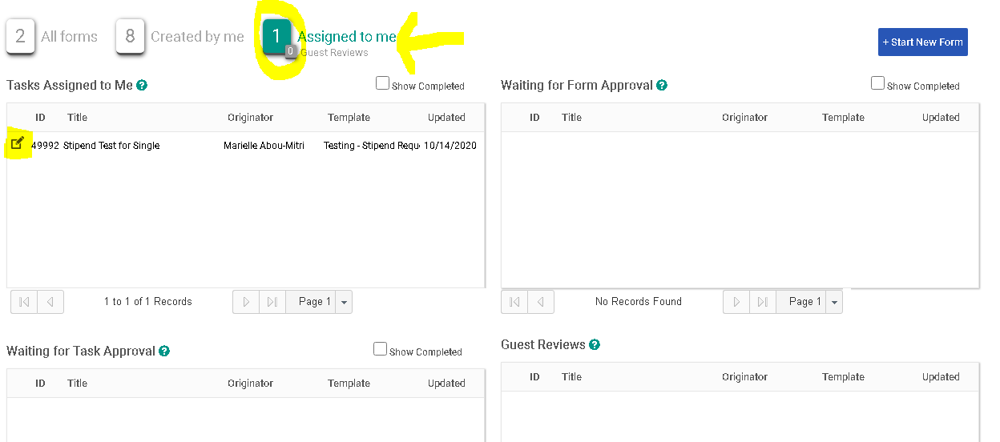 2 All forms 8 Created by me 1 Assigned to me
0 Guest Reviews
+ Start New Form
Tasks Assigned to Me ? Show Completed
ID Title Originator Template Updated
49992 Stipend Test for Single Marielle Abou-Mitri Testing - Stipend Requ 10/14/2020
1 to 1 of 1 Records Page 1
Waiting for Form Approval ? Show Completed
ID Title Originator Template Updated
No Records Found Page 1
Waiting for Task Approval ? Show Completed
ID Title Originator Template Updated
Guest Reviews ?
ID Title Originator Template Updated